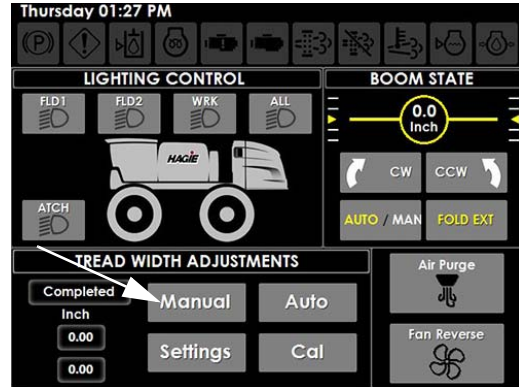 Thursday 01:27 PM
LIGHTING CONTROL
FLD1 FLD2 WRK ALL
HAGIE
ATCH
BOOM STATE
0.0
Inch
CW CCW
AUTO / MAN FOLD EXT
TREAD WIDTH ADJUSTMENTS
Completed
Inch
0.00
0.00
Manual Auto
Settings Cal
Air Purge
Fan Reverse